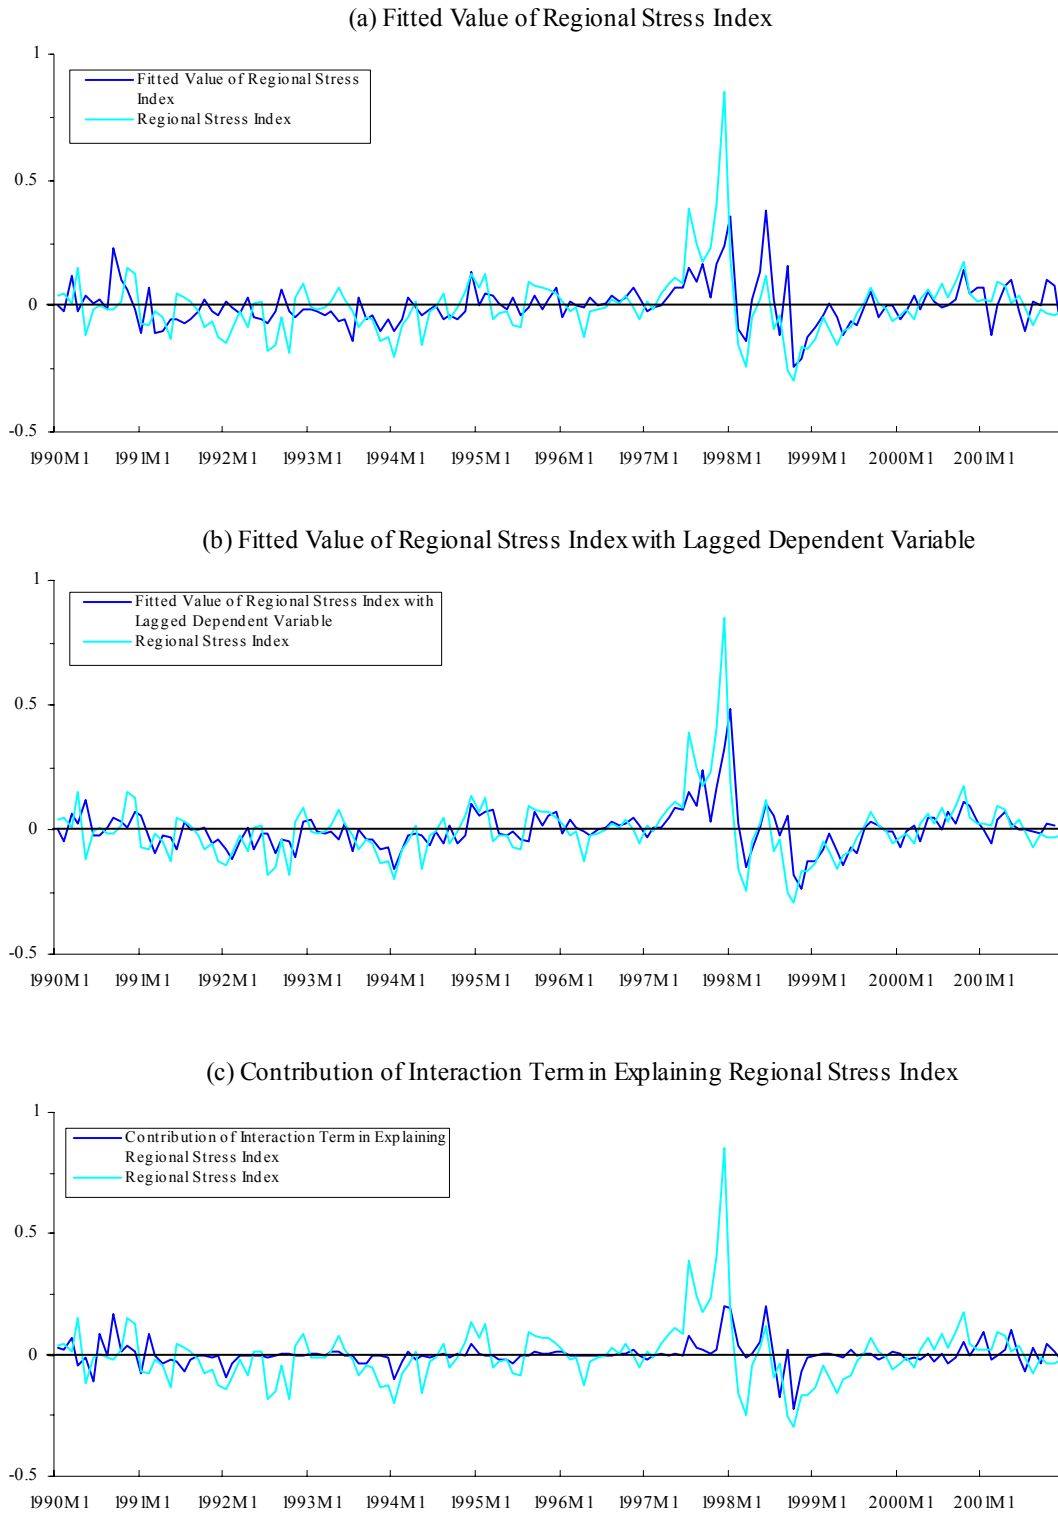 (a) Fitted Value of Regional Stress Index
1
Fitted Value of Regional Stress
Index
Regional Stress Index
0.5
0
-0.5
1990M1 1991M1 1992M1 1993M1 1994M1 1995M1 1996M1 1997M1 1998M1 1999M1 2000M1 2001M1
(b) Fitted Value of Regional Stress Index with Lagged Dependent Variable
1
Fitted Value of Regional Stress Index with
Lagged Dependent Variable
Regional Stress Index
0.5
0
-0.5
1990M1 1991M1 1992M1 1993M1 1994M1 1995M1 1996M1 1997M1 1998M1 1999M1 2000M1 2001M1
(c) Contribution of Interaction Term in Explaining Regional Stress Index
1
Contribution of Interaction Term in Explaining
Regional Stress Index
Regional Stress Index
0.5
0
-0.5
1990M1 1991M1 1992M1 1993M1 1994M1 1995M1 1996M1 1997M1 1998M1 1999M1 2000M1 2001M1